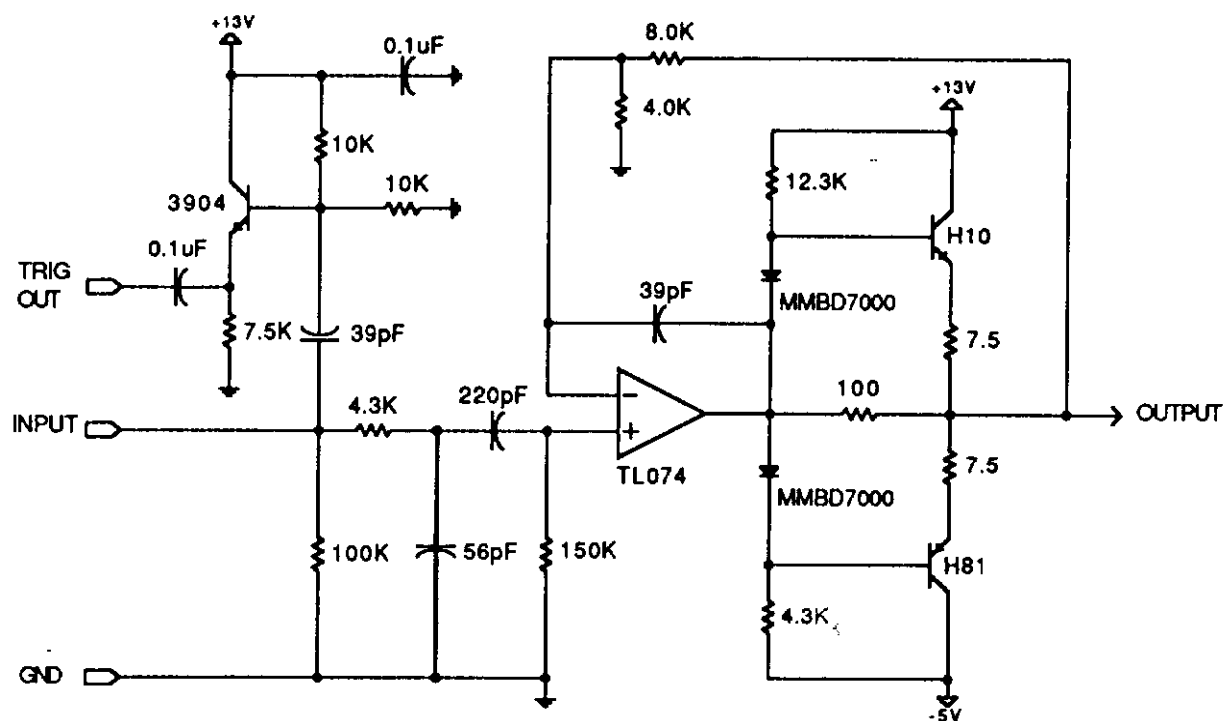 +13V
0.1uF
8.0K
+13V
4.0K
10K
12.3K
10K
3904
H10
0.1uF
TRIG
OUT
39pF
MMBD7000
7.5K
39pF
7.5
220pF
100
4.3K
INPUT
−
+
OUTPUT
TL074
7.5
MMBD7000
100K
56pF
150K
H81
4.3K
GND
-5V